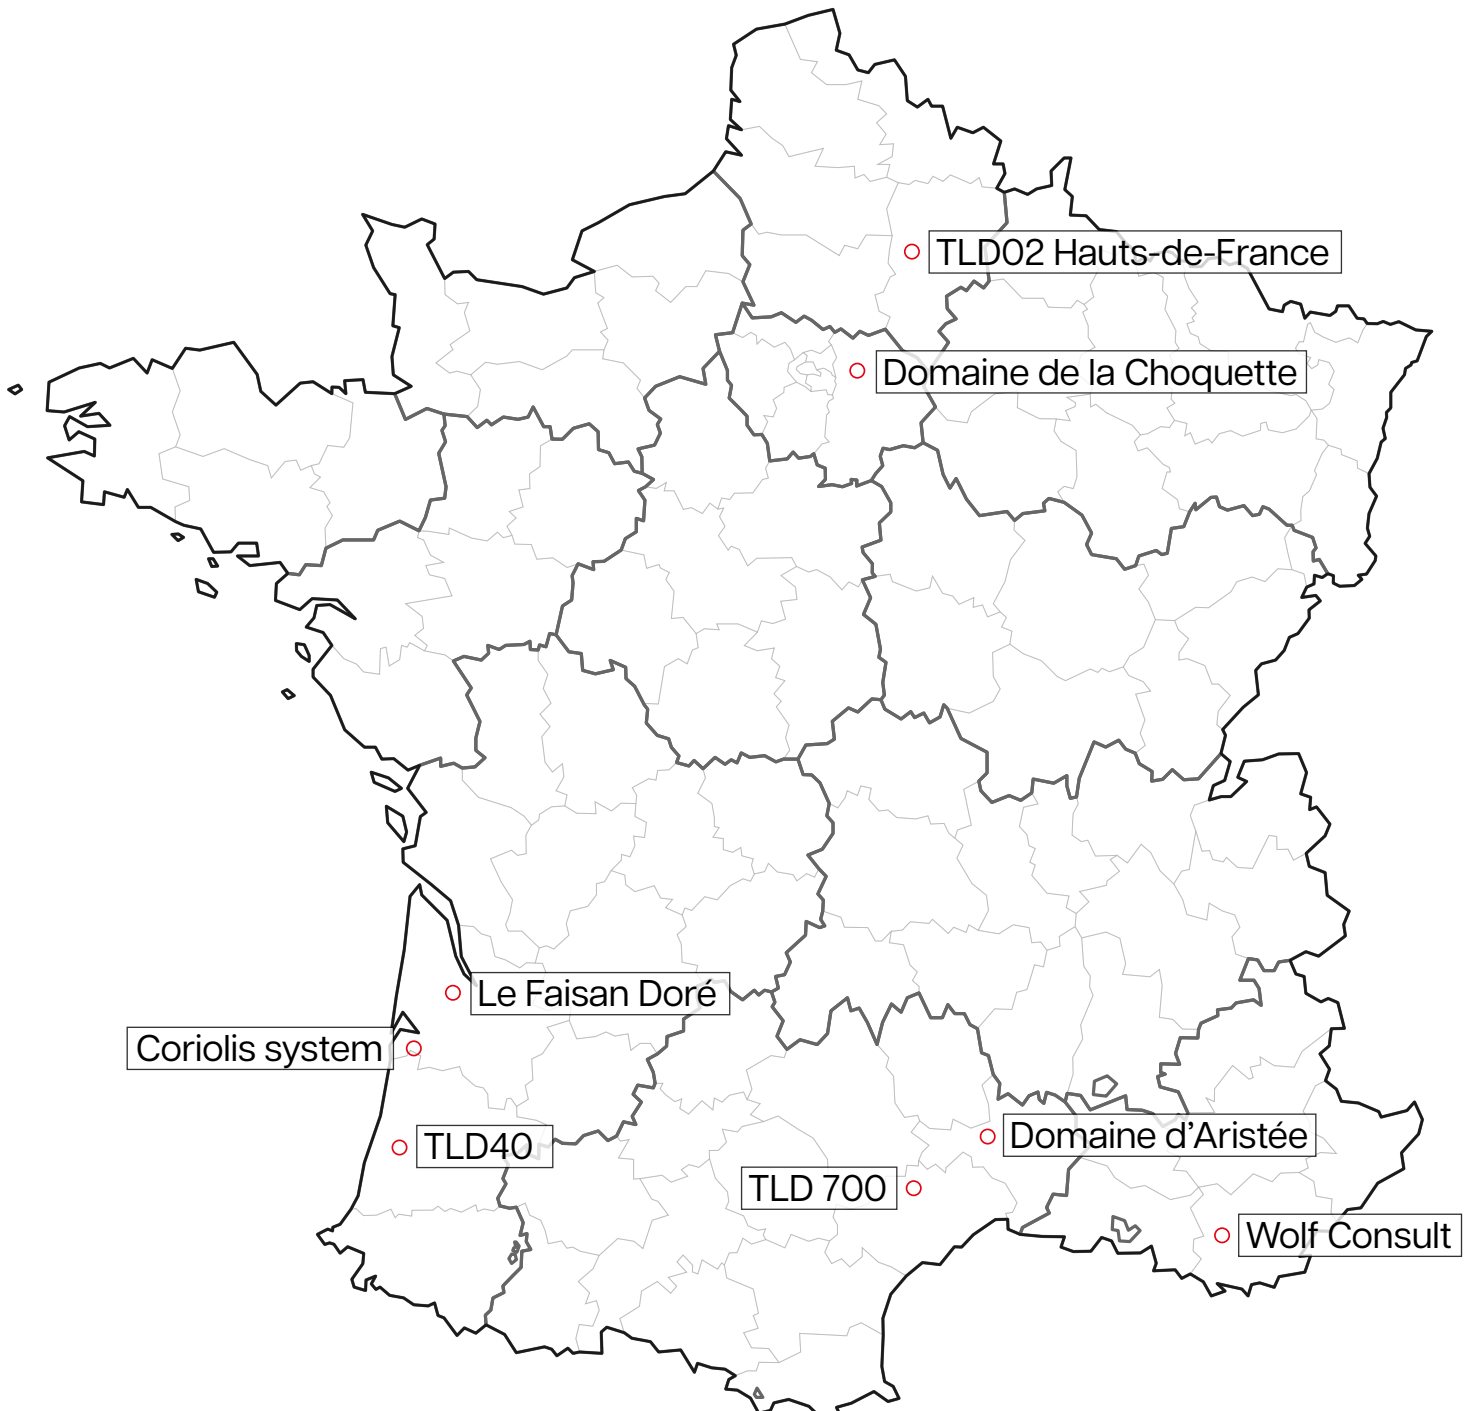 TLD02 Hauts-de-France
Domaine de la Choquette
Le Faisan Doré
Coriolis system
Domaine d’Aristée
TLD40
TLD 700
Wolf Consult